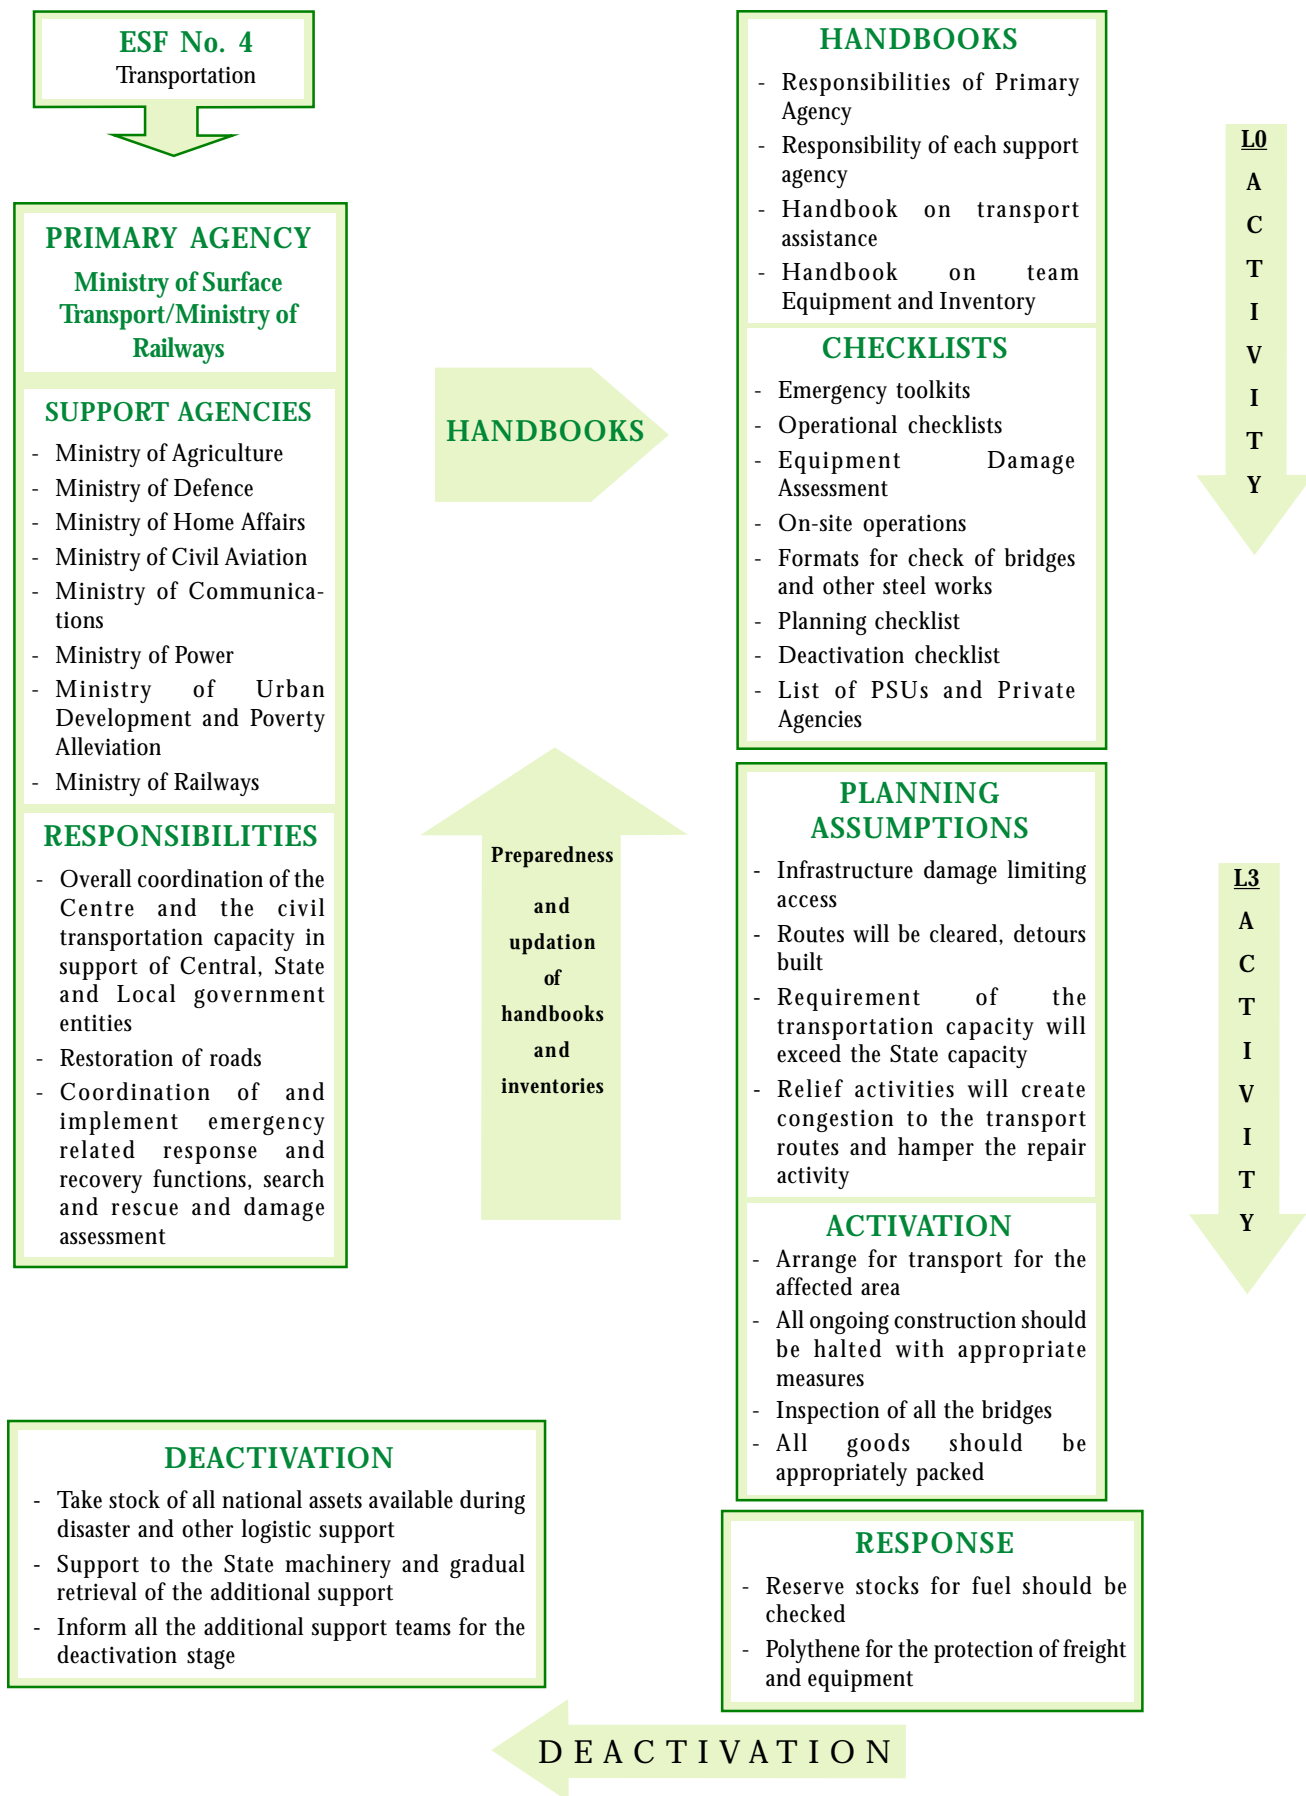 ESF No. 4
Transportation
PRIMARY AGENCY
Ministry of Surface
Transport/Ministry of
Railways
SUPPORT AGENCIES
- Ministry of Agriculture
- Ministry of Defence
- Ministry of Home Affairs
- Ministry of Civil Aviation
- Ministry of Communica-
tions
- Ministry of Power
- Ministry of Urban
Development and Poverty
Alleviation
- Ministry of Railways
RESPONSIBILITIES
- Overall coordination of the
Centre and the civil
transportation capacity in
support of Central, State
and Local government
entities
- Restoration of roads
- Coordination of and
implement emergency
related response and
recovery functions, search
and rescue and damage
assessment
HANDBOOKS
Preparedness
and
updation
of
handbooks
and
inventories
HANDBOOKS
- Responsibilities of Primary
Agency
- Responsibility of each support
agency
- Handbook on transport
assistance
- Handbook on team
Equipment and Inventory
CHECKLISTS
- Emergency toolkits
- Operational checklists
- Equipment Damage
Assessment
- On-site operations
- Formats for check of bridges
and other steel works
- Planning checklist
- Deactivation checklist
- List of PSUs and Private
Agencies
PLANNING
ASSUMPTIONS
- Infrastructure damage limiting
access
- Routes will be cleared, detours
built
- Requirement of the
transportation capacity will
exceed the State capacity
- Relief activities will create
congestion to the transport
routes and hamper the repair
activity
ACTIVATION
- Arrange for transport for the
affected area
- All ongoing construction should
be halted with appropriate
measures
- Inspection of all the bridges
- All goods should be
appropriately packed
RESPONSE
- Reserve stocks for fuel should be
checked
- Polythene for the protection of freight
and equipment
L0
A
C
T
I
V
I
T
Y
L3
A
C
T
I
V
I
T
Y
DEACTIVATION
- Take stock of all national assets available during
disaster and other logistic support
- Support to the State machinery and gradual
retrieval of the additional support
- Inform all the additional support teams for the
deactivation stage
DEACTIVATION